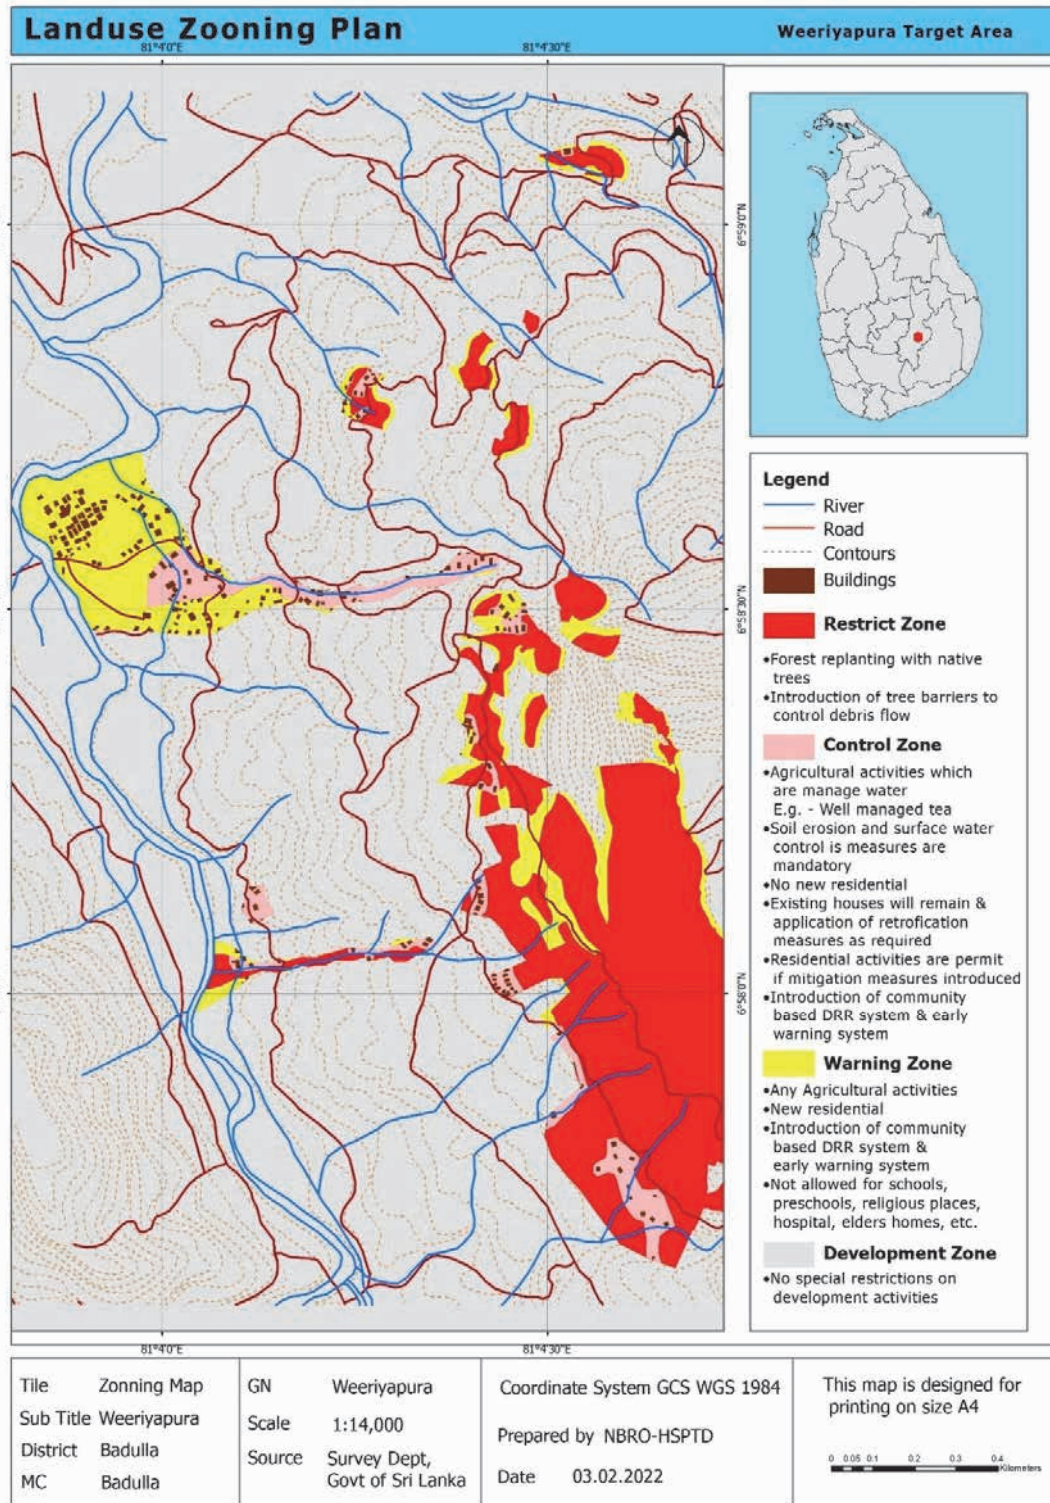 Landuse Zooning Plan
Weeriyapura Target Area
81°4'0"E
81°4'30"E
6°59'0"N
6°58'30"N
6°58'0"N
81°4'0"E
81°4'30"E
Legend
River
Road
Contours
Buildings
Restrict Zone
•Forest replanting with native
trees
•Introduction of tree barriers to
control debris flow
Control Zone
•Agricultural activities which
are manage water
E.g. - Well managed tea
•Soil erosion and surface water
control is measures are
mandatory
•No new residential
•Existing houses will remain &
application of retrofication
measures as required
•Residential activities are permit
if mitigation measures introduced
•Introduction of community
based DRR system & early
warning system
Warning Zone
•Any Agricultural activities
•New residential
•Introduction of community
based DRR system &
early warning system
•Not allowed for schools,
preschools, religious places,
hospital, elders homes, etc.
Development Zone
•No special restrictions on
development activities
Tile Zonning Map
Sub Title Weeriyapura
District Badulla
MC Badulla
GN Weeriyapura
Scale 1:14,000
Source Survey Dept,
Govt of Sri Lanka
Coordinate System GCS WGS 1984
Prepared by NBRO-HSPTD
Date 03.02.2022
This map is designed for
printing on size A4
0 0.05 0.1 0.2 0.3 0.4
Kilometers